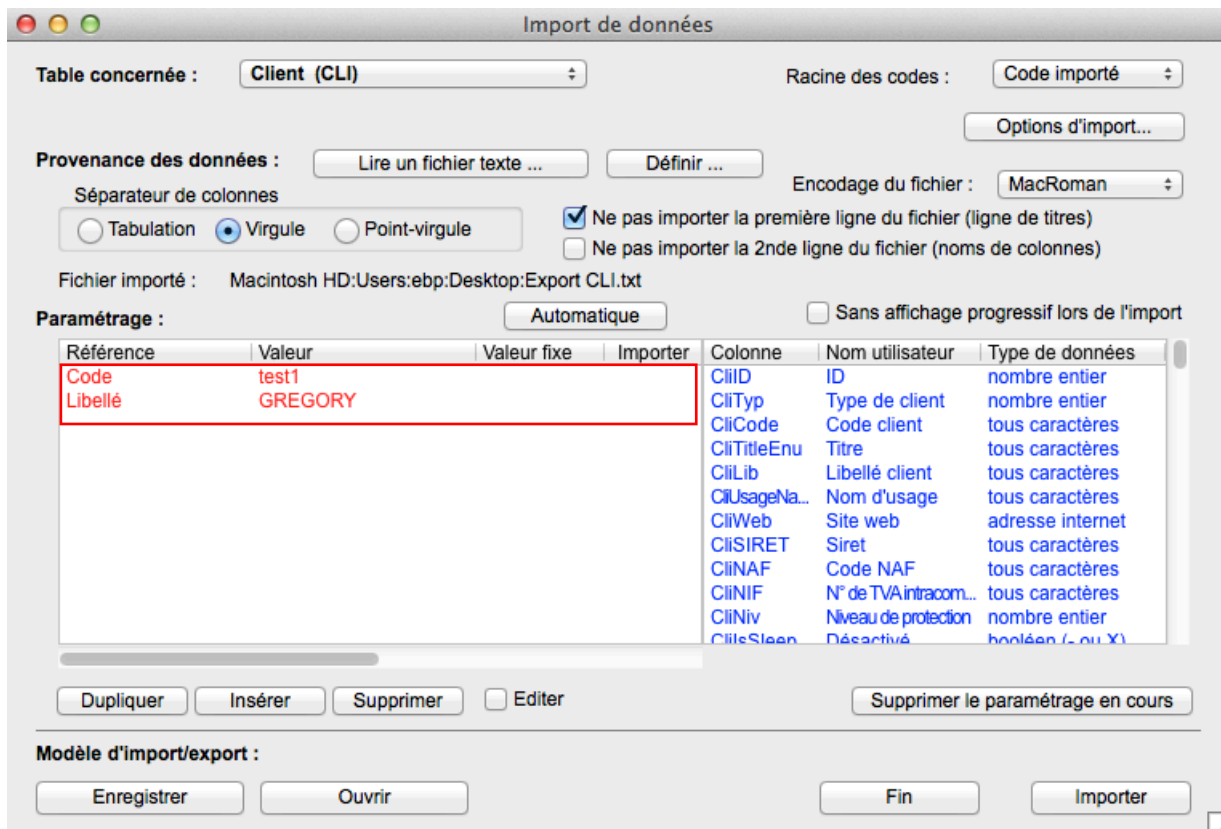 Import de données
Table concernée : Client (CLI) Racine des codes : Code importé
Options d'import...
Provenance des données : Lire un fichier texte ... Définir ...
Encodage du fichier : MacRoman
Séparateur de colonnes
Tabulation Virgule Point-virgule
Ne pas importer la première ligne du fichier (ligne de titres)
Ne pas importer la 2nde ligne du fichier (noms de colonnes)
Fichier importé : Macintosh HD:Users:ebp:Desktop:Export CLI.txt
Paramétrage : Automatique Sans affichage progressif lors de l'import
Référence Valeur Valeur fixe Importer Colonne Nom utilisateur Type de données
Code test1 CliID ID nombre entier
Libellé GREGORY CliTyp Type de client nombre entier
CliCode Code client tous caractères
CliTitleEnu Titre tous caractères
CliLib Libellé client tous caractères
CliUsageNa... Nom d'usage tous caractères
CliWeb Site web adresse internet
CliSIRET Siret tous caractères
CliNAF Code NAF tous caractères
CliNIF N° de TVA intracom... tous caractères
CliNiv Niveau de protection nombre entier
CliIsSleep Désactivé booléen (- ou X)
Dupliquer Insérer Supprimer Editer Supprimer le paramétrage en cours
Modèle d'import/export :
Enregistrer Ouvrir Fin Importer